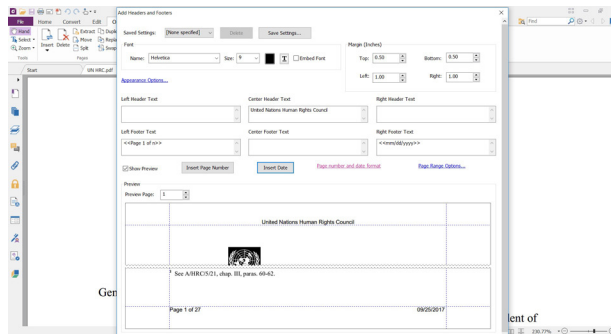 File Home Convert Edit
Hand
Select
Zoom
Tools
Insert Delete
Extract
Split
Pages
Start UN HRC.pdf
Find
Add Headers and Footers
Saved Settings: [None specified] Delete Save Settings...
Font
Name: Helvetica Size: 9 T Embed Font
Margin (Inches)
Top: 0.50 Bottom: 0.50
Left: 1.00 Right: 1.00
Appearance Options...
Left Header Text Center Header Text Right Header Text
United Nations Human Rights Council
Left Footer Text Center Footer Text Right Footer Text
<<Page 1 of n>> <<mm/dd/yyyy>>
Show Preview Insert Page Number Insert Date Page number and date format Page Range Options...
Preview
Preview Page: 1
United Nations Human Rights Council
See A/HRC/5/21, chap. III, paras. 60-62.
Page 1 of 27 09/25/2017
Gen
lent of
230.77%